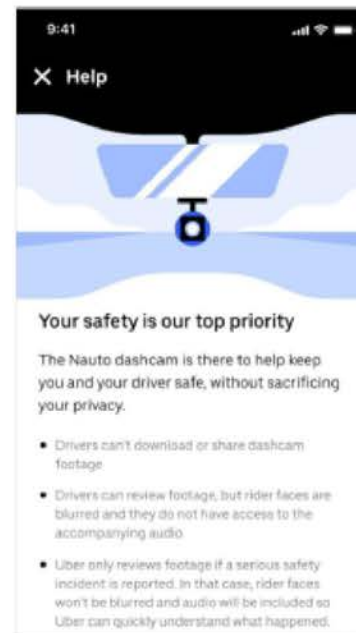 9:41
Help
Your safety is our top priority
The Nauto dashcam is there to help keep
you and your driver safe, without sacrificing
your privacy.
Drivers can't download or share dashcam
footage
Drivers can review footage, but rider faces are
blurred and they do not have access to the
accompanying audio
Uber only reviews footage if a serious safety
incident is reported. In that case, rider faces
won't be blurred and audio will be included so
Uber can quickly understand what happened.